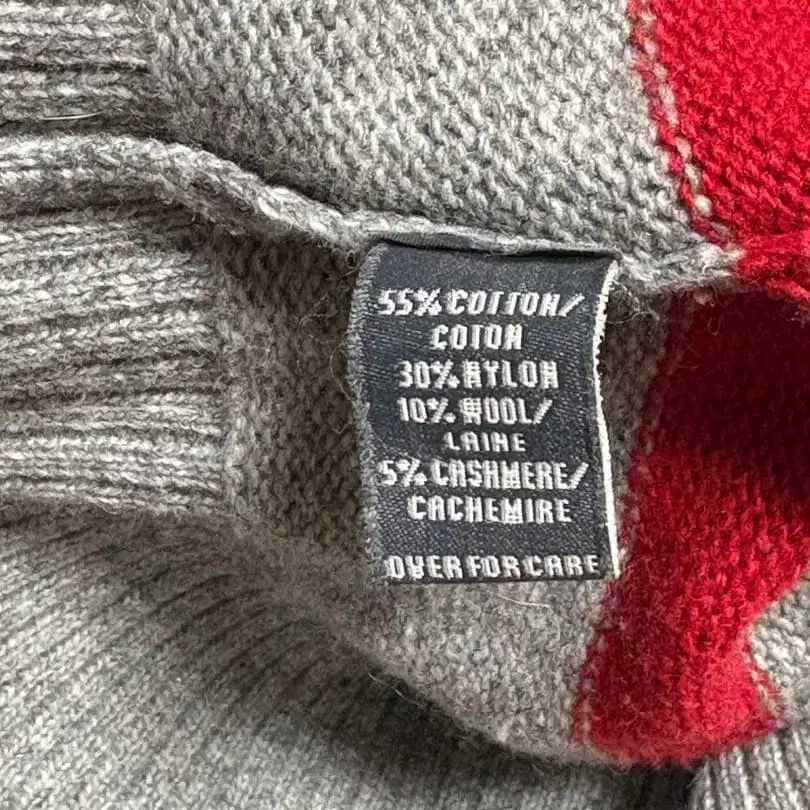 55% COTTON/
COTON
30% NYLON
10% WOOL/
LAINE
5% CASHMERE/
CACHEMIRE
OVER FOR CARE